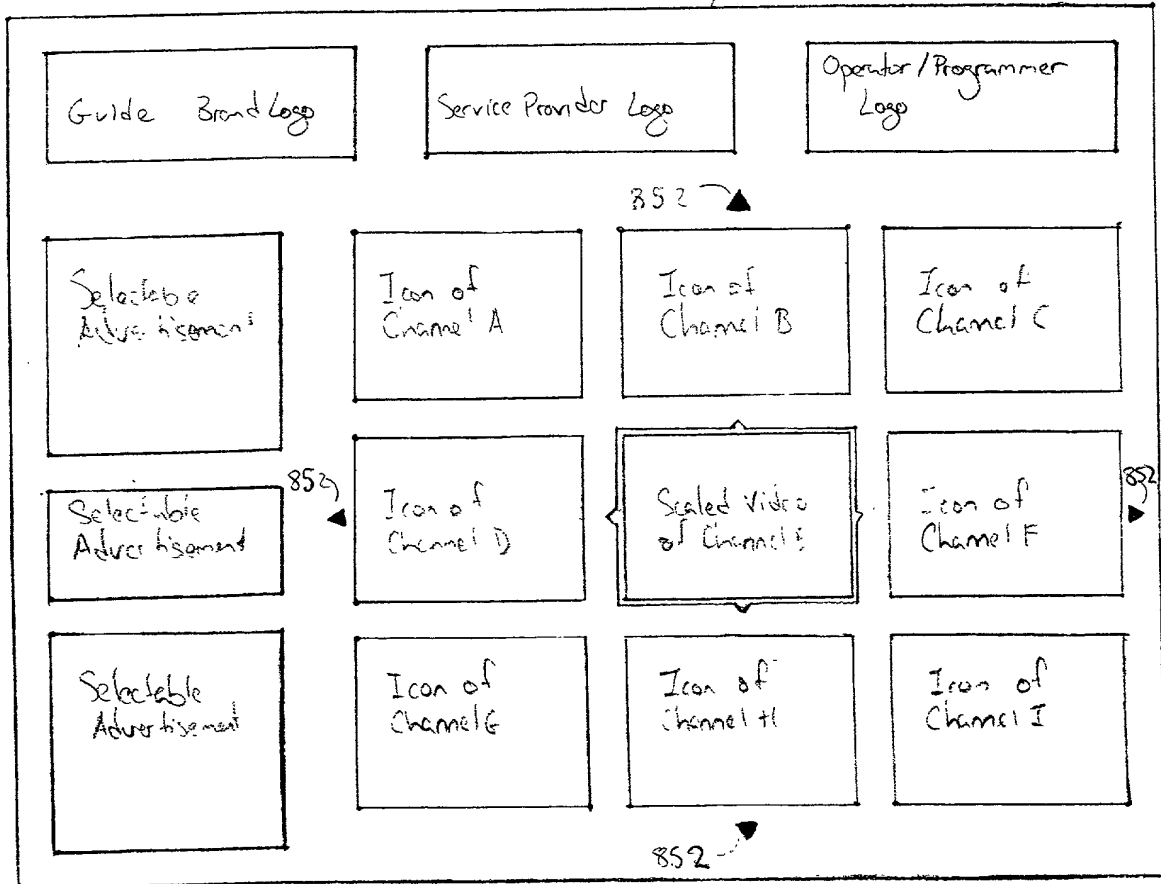 Guide Brand Logo
Service Provider Logo
Operator/Programmer
Logo
852
Selectable
Advertisement
Icon of
Channel A
Icon of
Channel B
Icon of
Channel C
852
Selectable
Advertisement
Icon of
Channel D
Scaled Video
of Channel E
Icon of
Channel F
852
Selectable
Advertisement
Icon of
Channel G
Icon of
Channel H
Icon of
Channel I
852